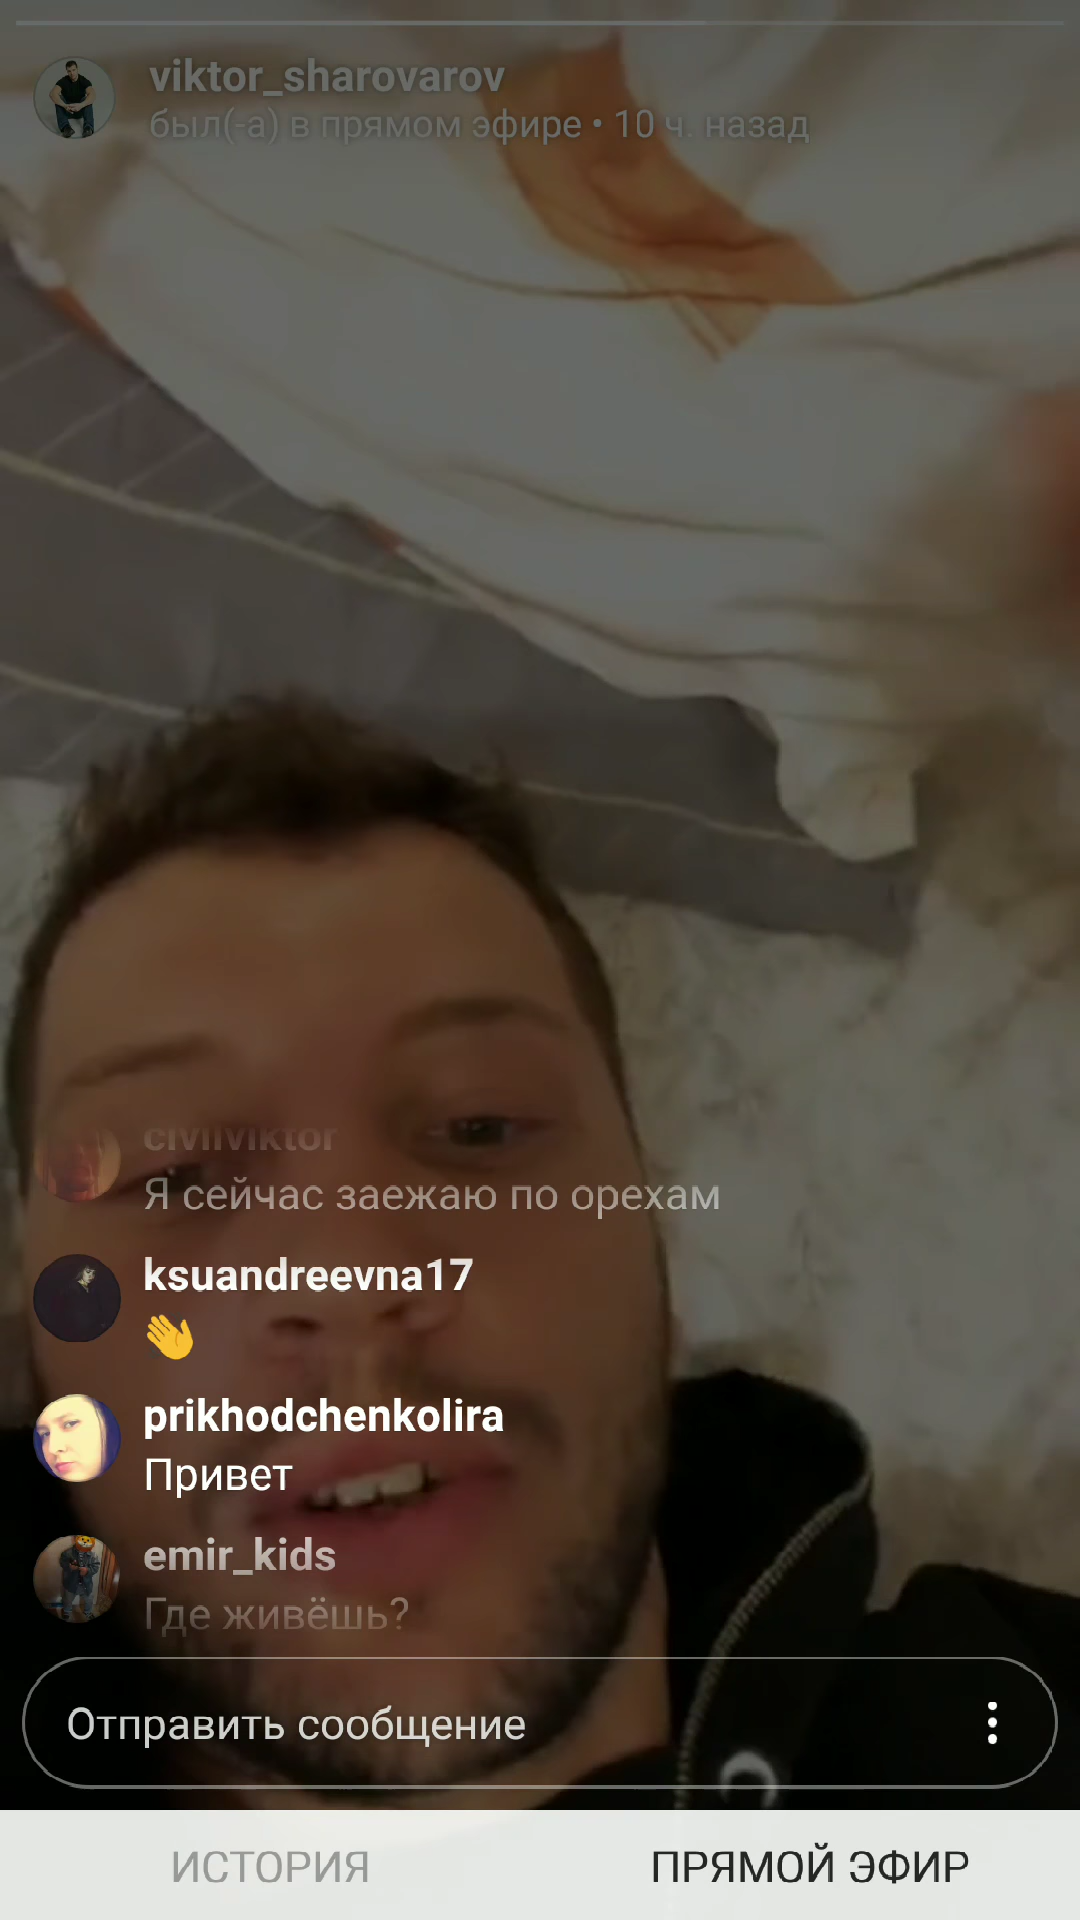 viktor_sharovarov
был(-а) в прямом эфире • 10 ч. назад
civilviktor
Я сейчас заежаю по орехам
ksuandreevna17
👋
prikhodchenkolira
Привет
emir_kids
Где живёшь?
Отправить сообщение
ИСТОРИЯ
ПРЯМОЙ ЭФИР